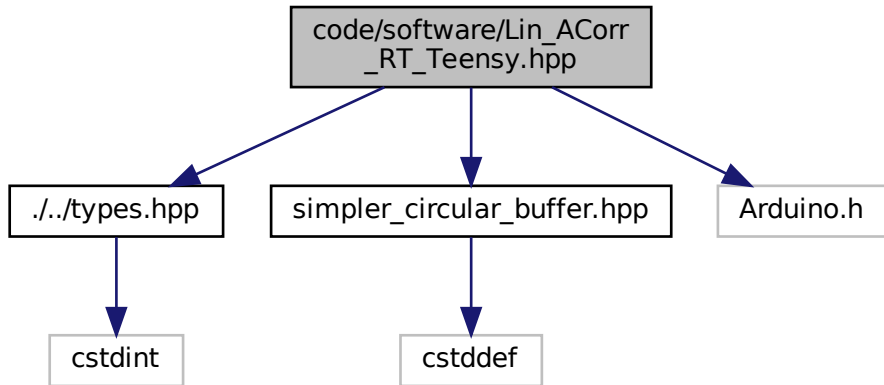 code/software/Lin_ACorr
_RT_Teensy.hpp
./../types.hpp
simpler_circular_buffer.hpp
Arduino.h
cstdint
cstddef